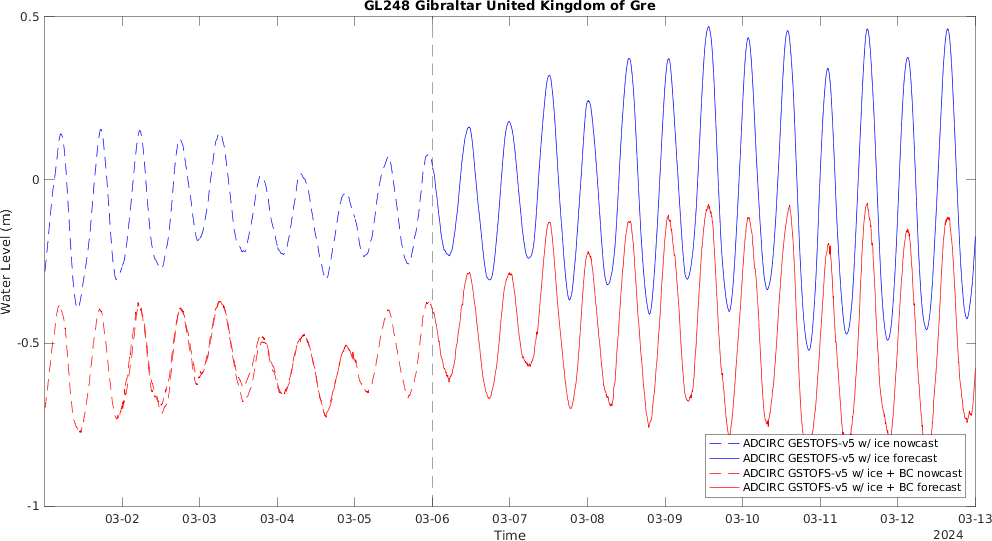 GL248 Gibraltar United Kingdom of Gre
0.5
0
-0.5
-1
Water Level (m)
ADCIRC GESTOFS-v5 w/ ice nowcast
ADCIRC GESTOFS-v5 w/ ice forecast
ADCIRC GSTOFS-v5 w/ ice + BC nowcast
ADCIRC GSTOFS-v5 w/ ice + BC forecast
03-02 03-03 03-04 03-05 03-06 03-07 03-08 03-09 03-10 03-11 03-12 03-13
Time
2024